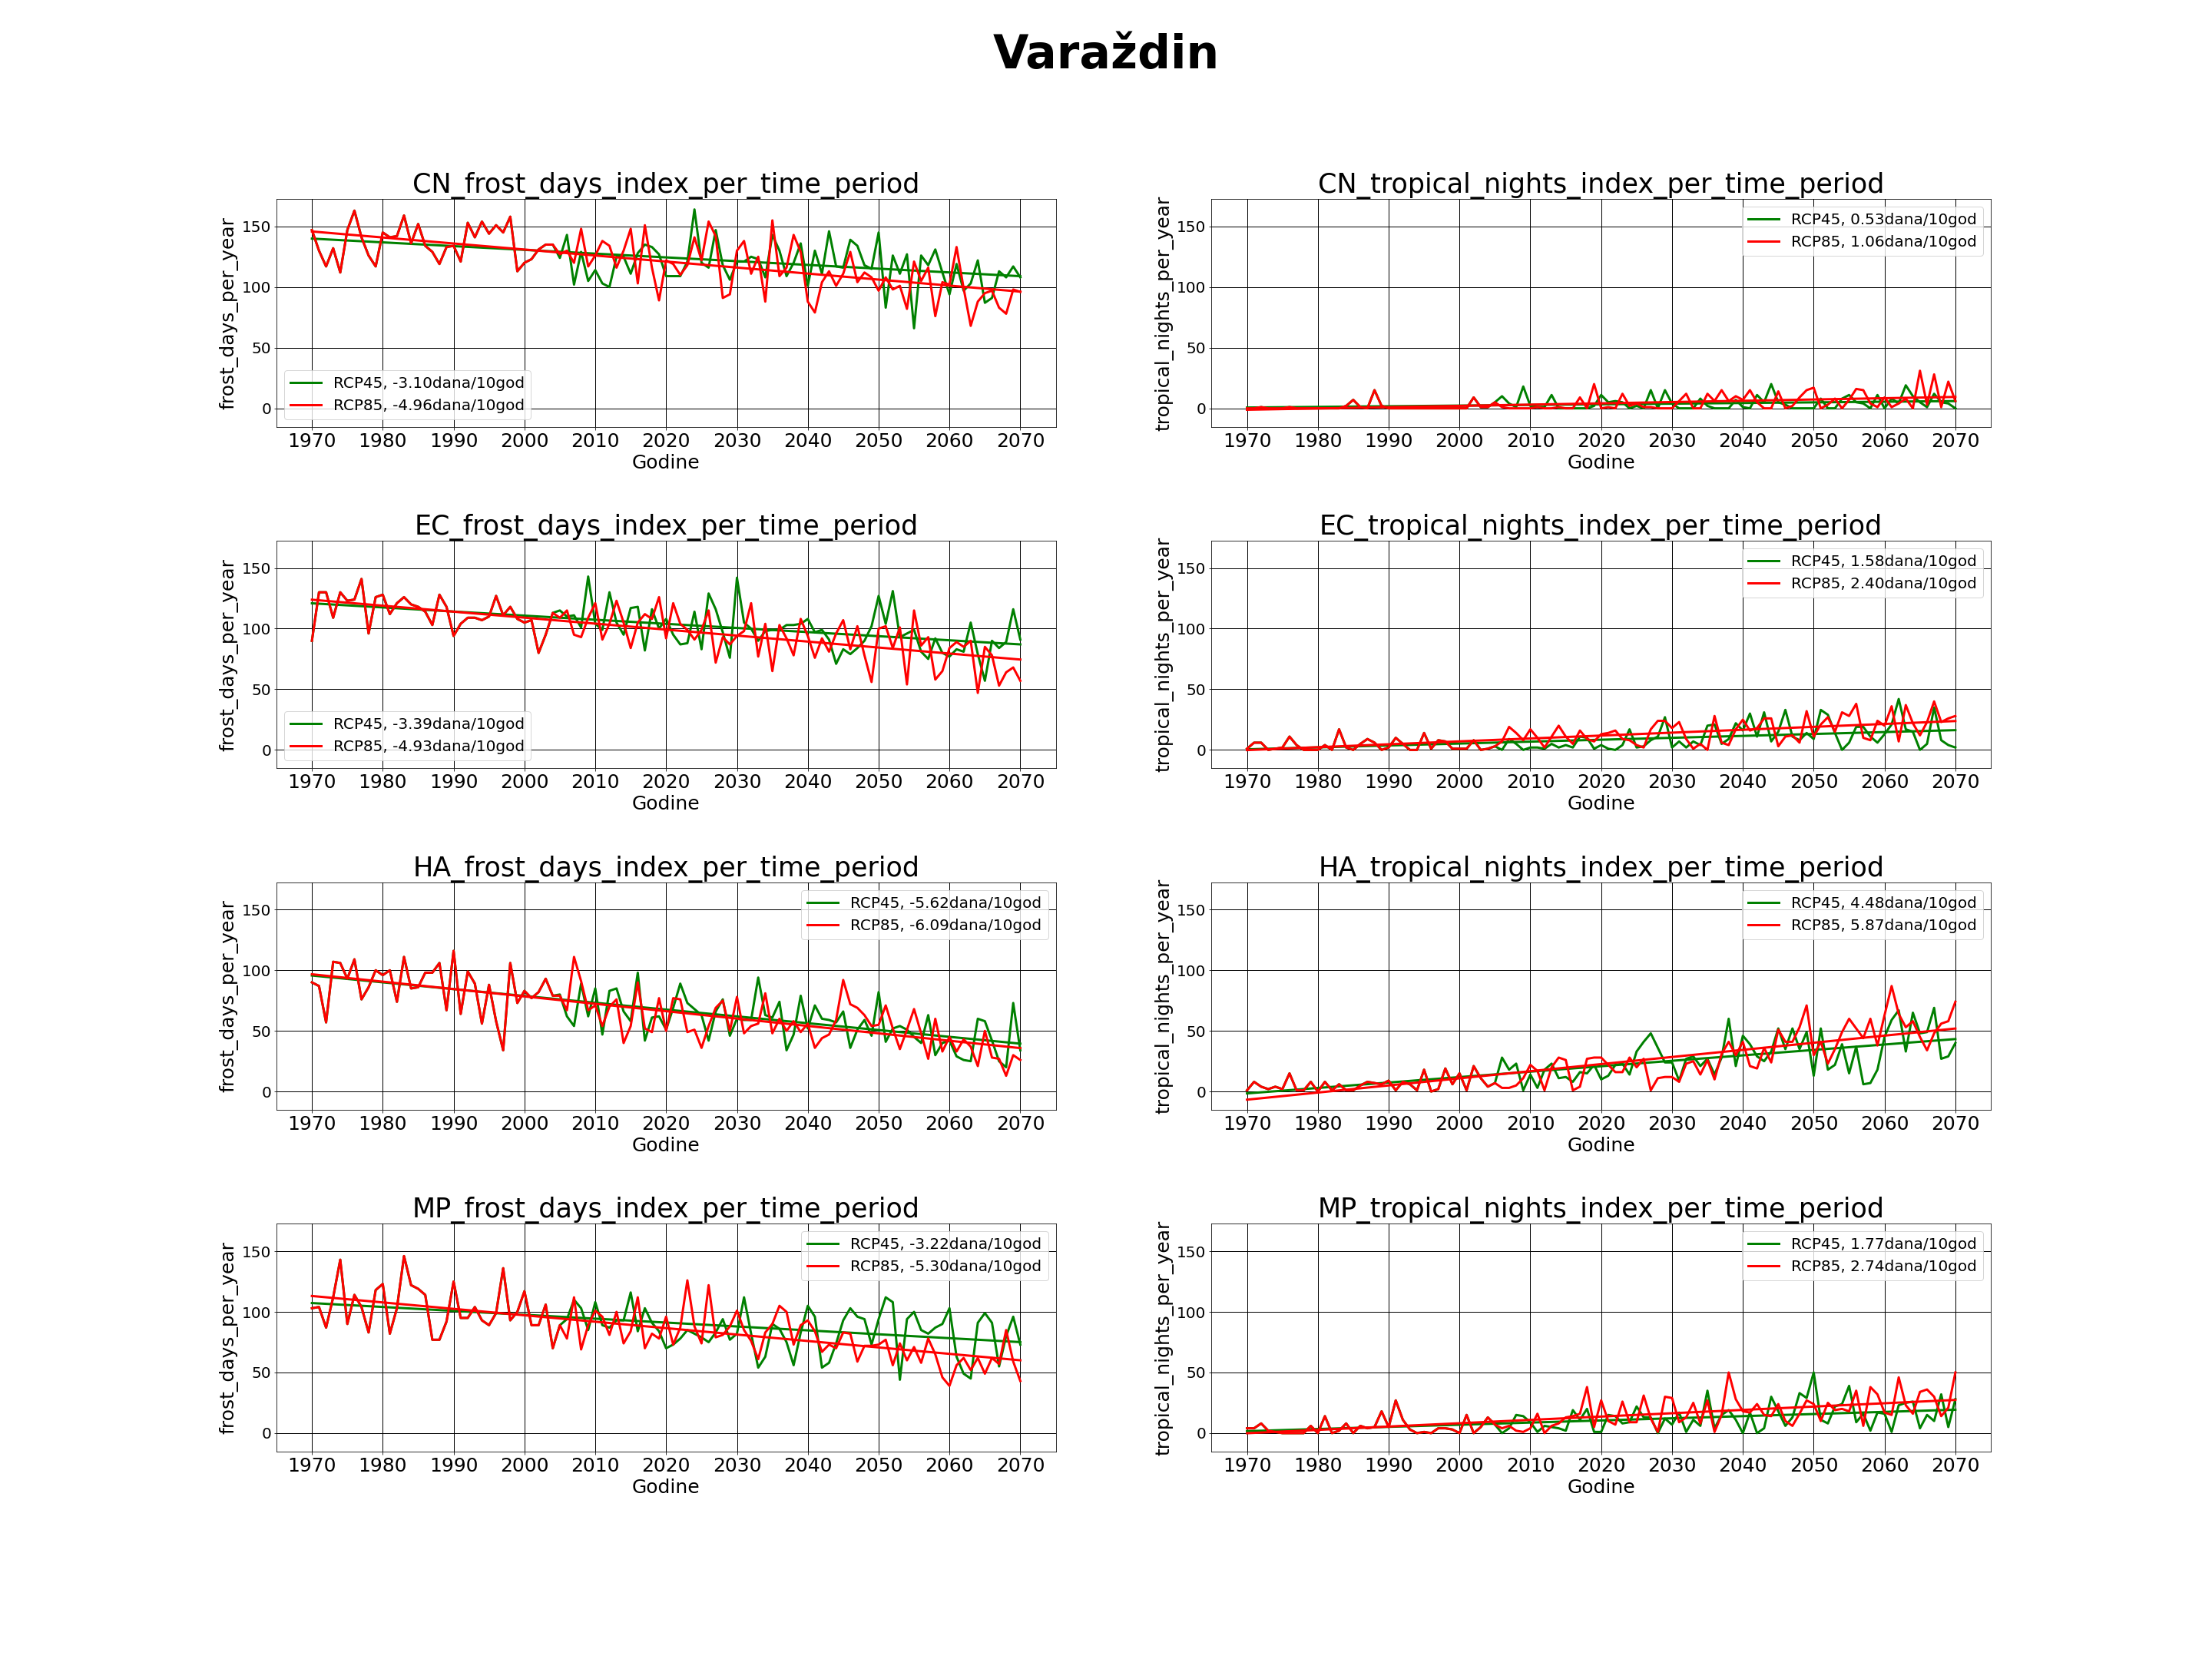 Varaždin
CN_frost_days_index_per_time_period
frost_days_per_year
150
100
50
0
RCP45, -3.10dana/10god
RCP85, -4.96dana/10god
1970 1980 1990 2000 2010 2020 2030 2040 2050 2060 2070
Godine
CN_tropical_nights_index_per_time_period
tropical_nights_per_year
150
100
50
0
RCP45, 0.53dana/10god
RCP85, 1.06dana/10god
1970 1980 1990 2000 2010 2020 2030 2040 2050 2060 2070
Godine
EC_frost_days_index_per_time_period
frost_days_per_year
150
100
50
0
RCP45, -3.39dana/10god
RCP85, -4.93dana/10god
1970 1980 1990 2000 2010 2020 2030 2040 2050 2060 2070
Godine
EC_tropical_nights_index_per_time_period
tropical_nights_per_year
150
100
50
0
RCP45, 1.58dana/10god
RCP85, 2.40dana/10god
1970 1980 1990 2000 2010 2020 2030 2040 2050 2060 2070
Godine
HA_frost_days_index_per_time_period
frost_days_per_year
150
100
50
0
RCP45, -5.62dana/10god
RCP85, -6.09dana/10god
1970 1980 1990 2000 2010 2020 2030 2040 2050 2060 2070
Godine
HA_tropical_nights_index_per_time_period
tropical_nights_per_year
150
100
50
0
RCP45, 4.48dana/10god
RCP85, 5.87dana/10god
1970 1980 1990 2000 2010 2020 2030 2040 2050 2060 2070
Godine
MP_frost_days_index_per_time_period
frost_days_per_year
150
100
50
0
RCP45, -3.22dana/10god
RCP85, -5.30dana/10god
1970 1980 1990 2000 2010 2020 2030 2040 2050 2060 2070
Godine
MP_tropical_nights_index_per_time_period
tropical_nights_per_year
150
100
50
0
RCP45, 1.77dana/10god
RCP85, 2.74dana/10god
1970 1980 1990 2000 2010 2020 2030 2040 2050 2060 2070
Godine